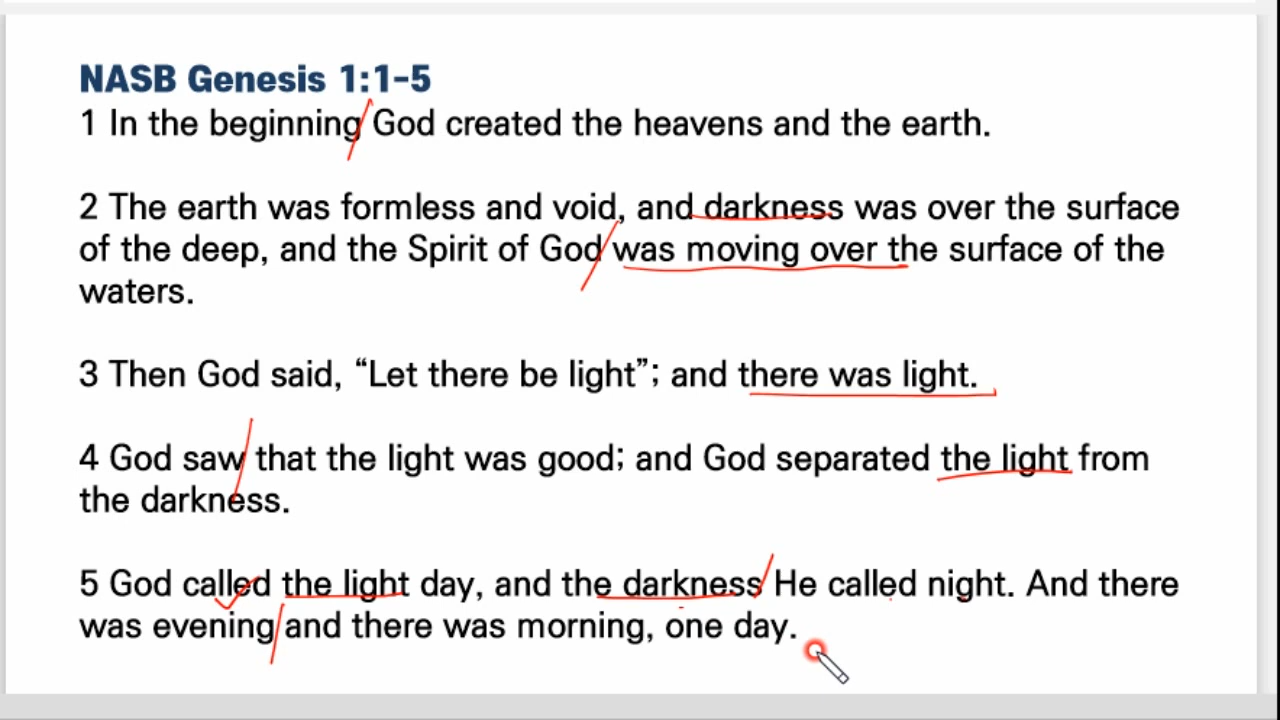 NASB Genesis 1:1-5
1 In the beginning God created the heavens and the earth.
2 The earth was formless and void, and darkness was over the surface
of the deep, and the Spirit of God was moving over the surface of the
waters.
3 Then God said, “Let there be light”; and there was light.
4 God saw that the light was good; and God separated the light from
the darkness.
5 God called the light day, and the darkness He called night. And there
was evening and there was morning, one day.